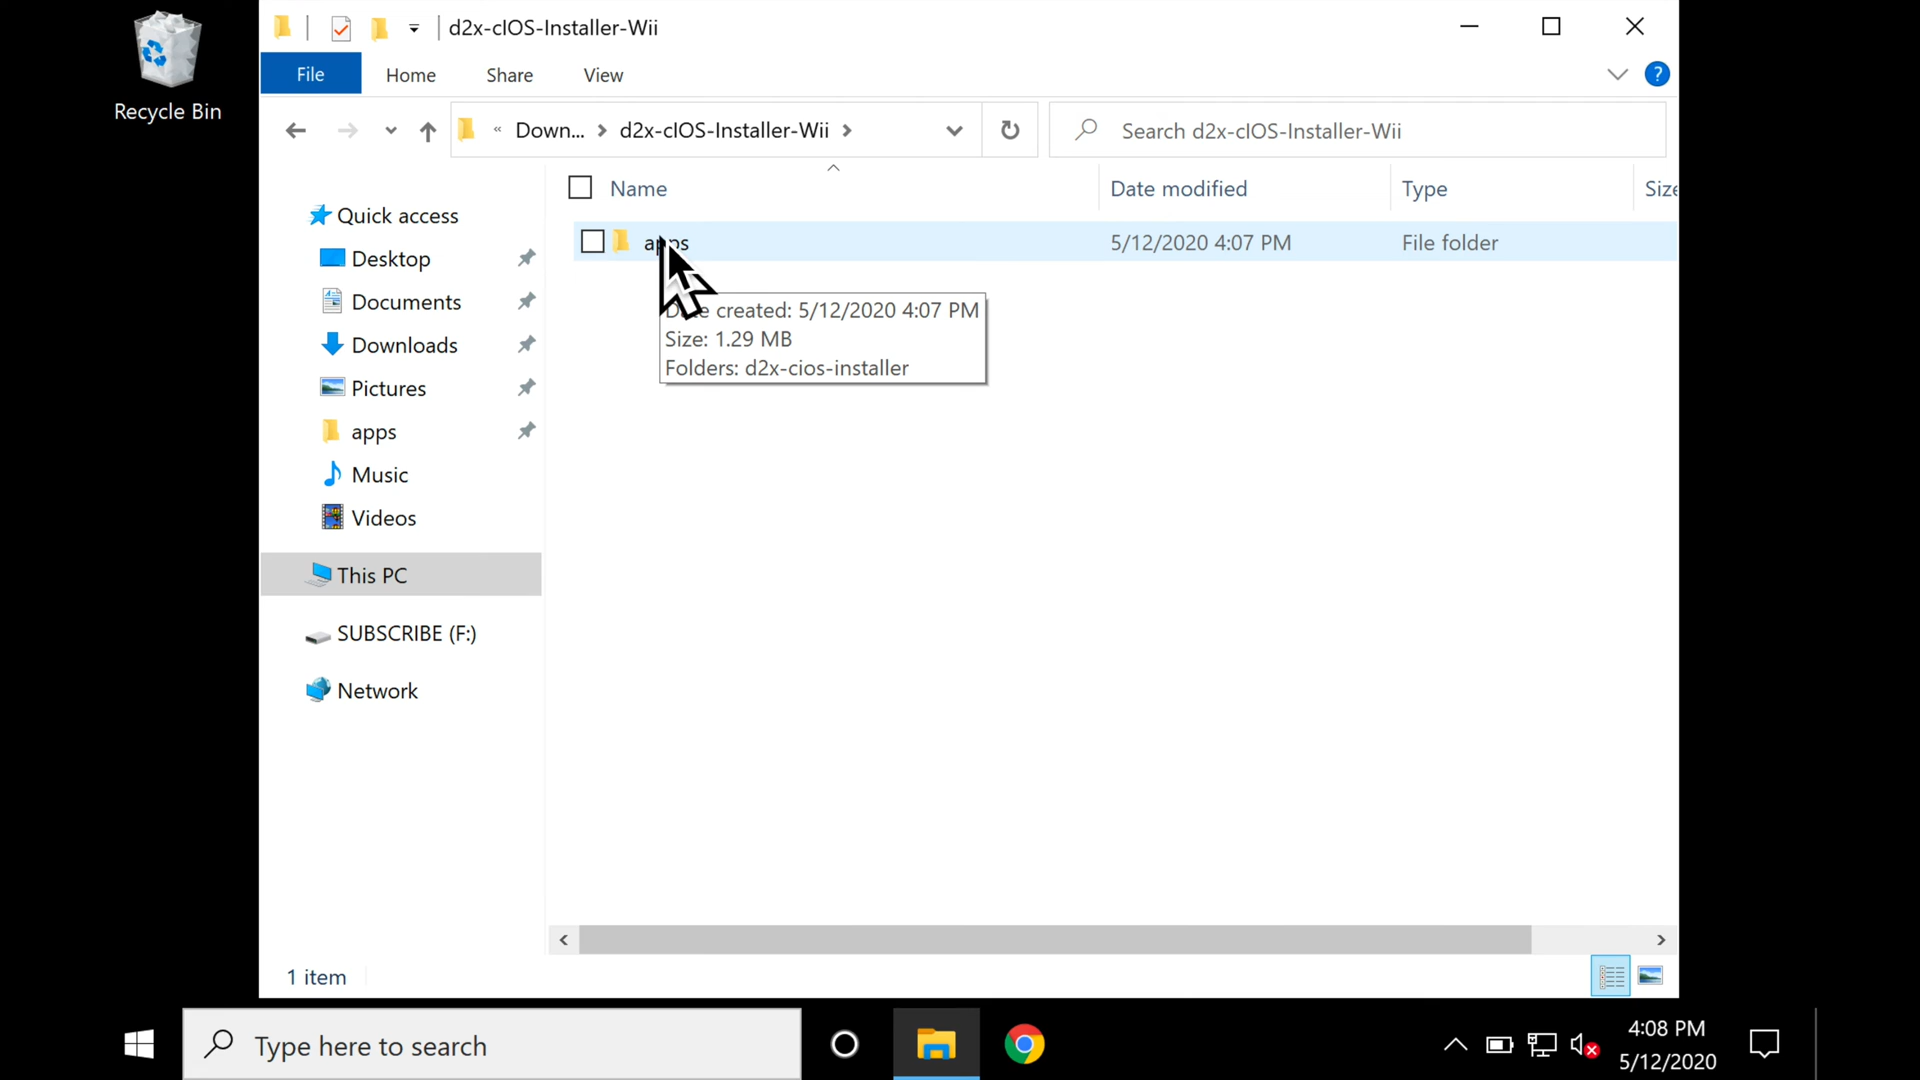 Recycle Bin
d2x-cIOS-Installer-Wii
File
Home
Share
View
?
«
Down...
d2x-cIOS-Installer-Wii
Search d2x-cIOS-Installer-Wii
Name
Date modified
Type
Quick access
Desktop
Documents
Downloads
Pictures
apps
Music
Videos
This PC
SUBSCRIBE (F:)
Network
apps
5/12/2020 4:07 PM
File folder
created: 5/12/2020 4:07 PM
Size: 1.29 MB
Folders: d2x-cios-installer
1 item
Type here to search
4:08 PM
5/12/2020